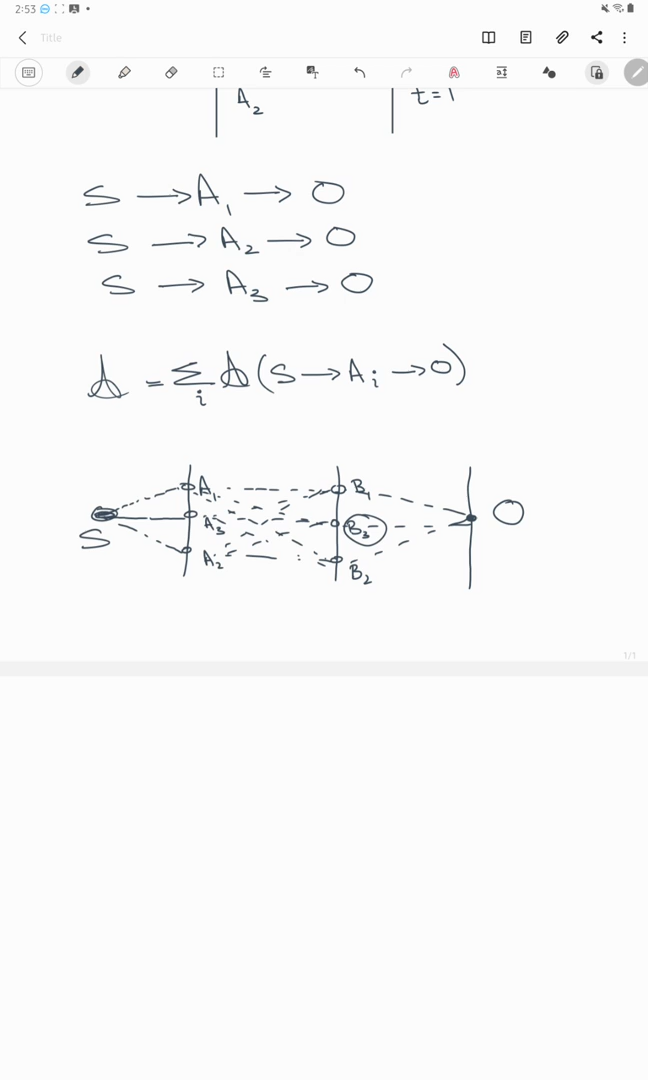 2:53
Title
A₂ t=1
S → A₁ → O
S → A₂ → O
S → A₃ → O
A = Σᵢ A(S → Aᵢ → O)
A₁ B₁
S A₃ B₃ O
A₂ B₂
1/1